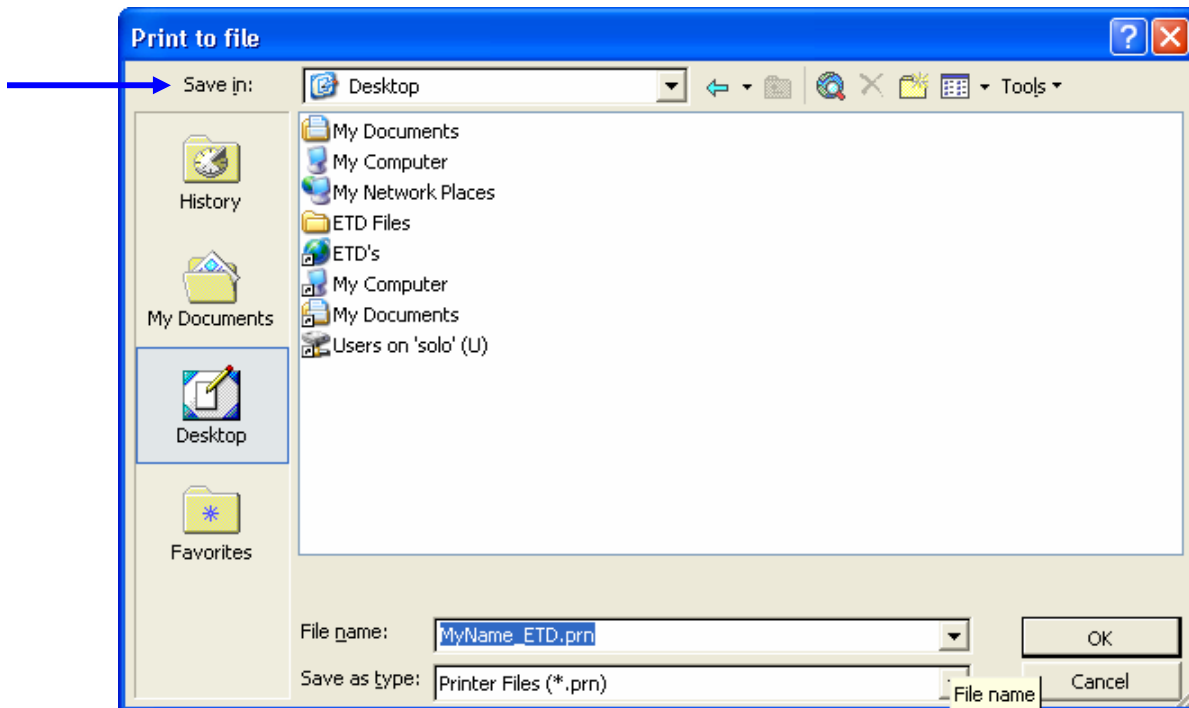 Print to file
Save in:
Desktop
Tools
History
My Documents
Desktop
Favorites
My Documents
My Computer
My Network Places
ETD Files
ETD's
My Computer
My Documents
Users on 'solo' (U)
File name:
MyName_ETD.prn
OK
Save as type:
Printer Files (*.prn)
File name
Cancel